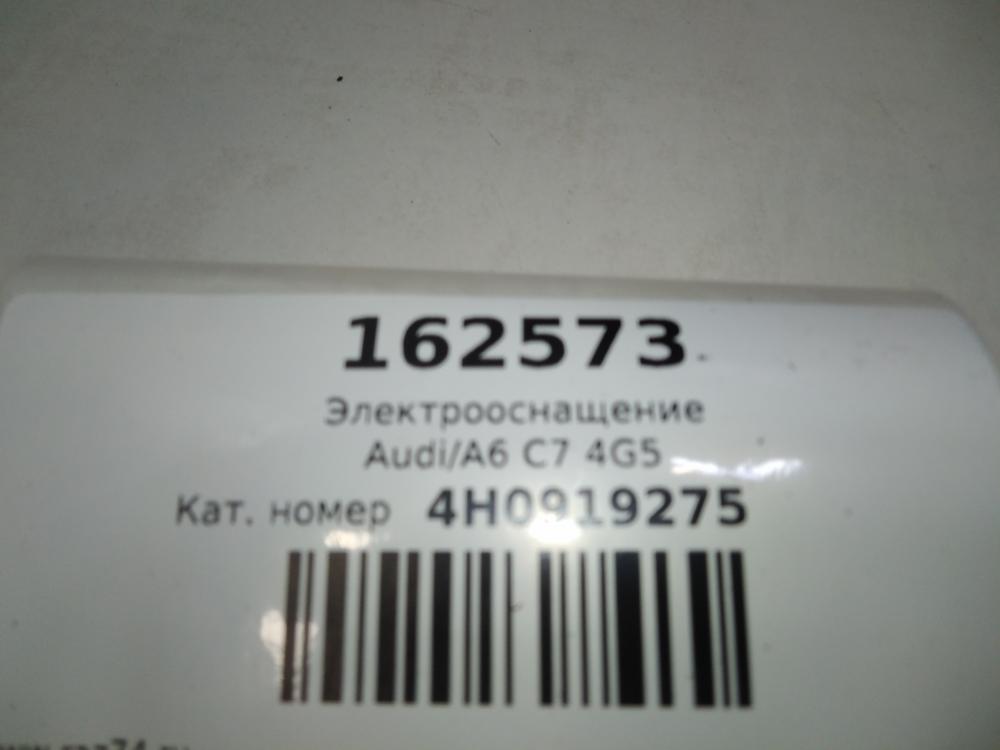 162573
Электрооснащение
Audi/A6 C7 4G5
Кат. номер 4H0919275